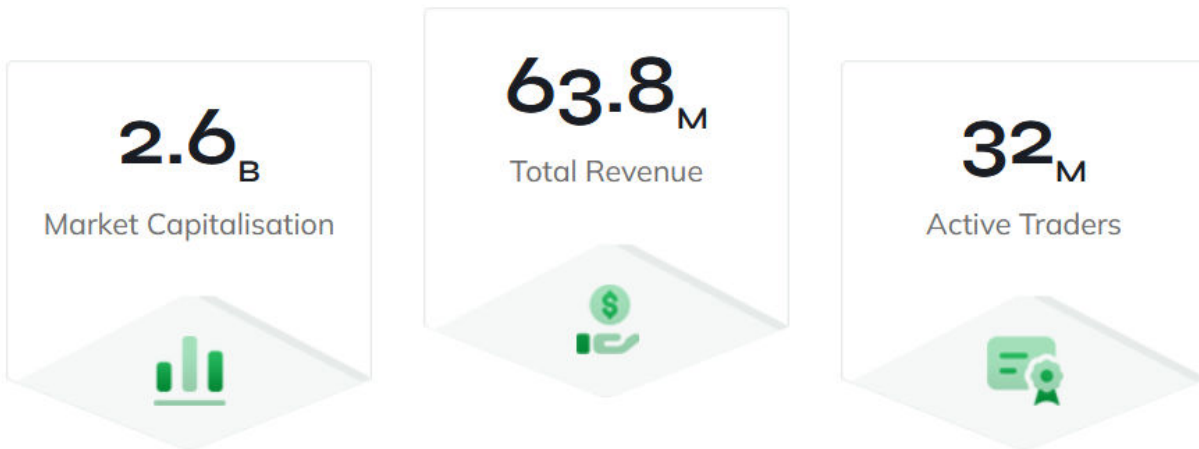 2.6B
Market Capitalisation
63.8M
Total Revenue
32M
Active Traders